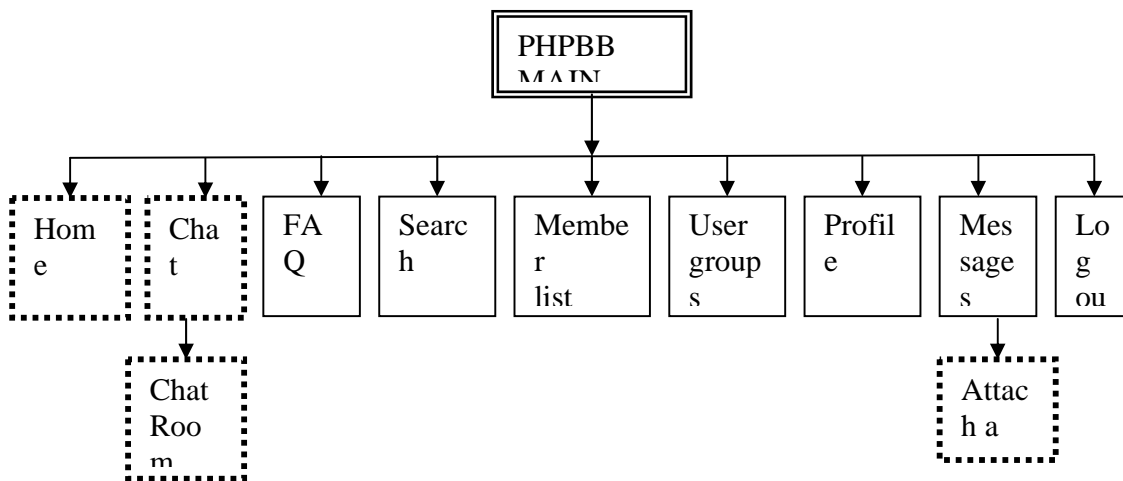 PHPBB
MAIN
Hom
e
Cha
t
FA
Q
Searc
h
Membe
r
list
User
group
s
Profil
e
Mes
sage
s
Lo
g
ou
Chat
Roo
m
Attac
h a